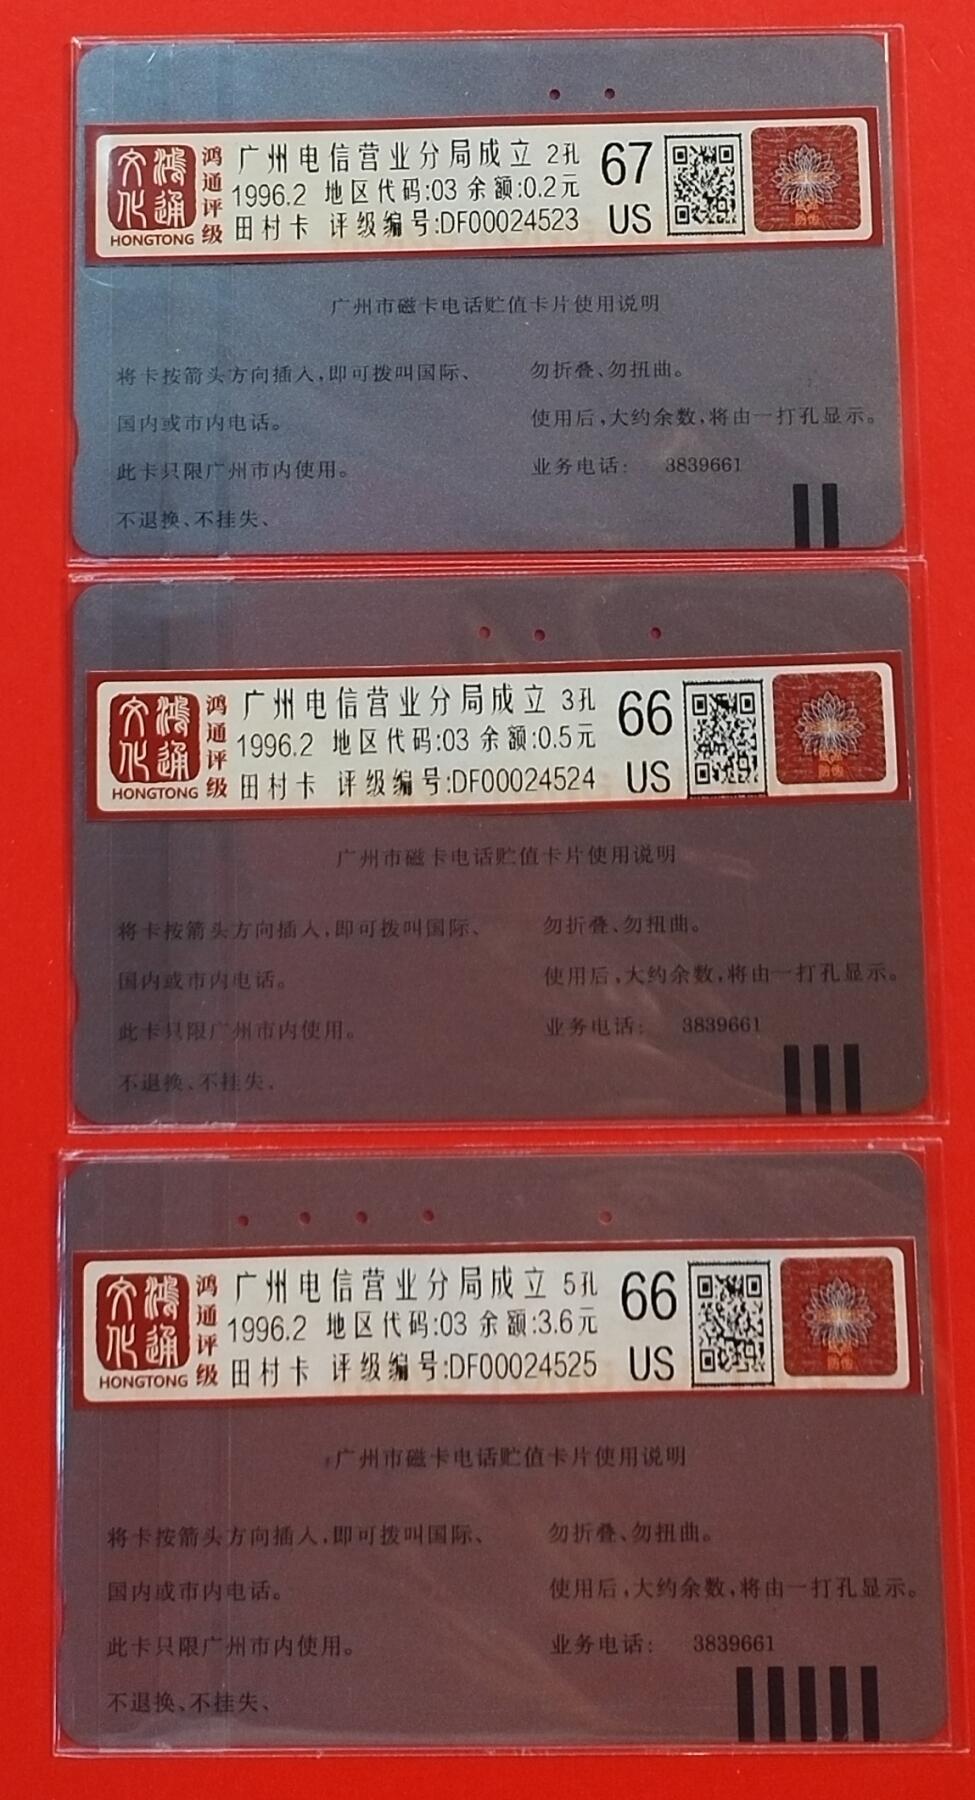 鸿通文化
HONGTONG
鸿通评级
广州电信营业分局成立 2孔
1996.2 地区代码:03 余额:0.2元
田村卡 评级编号:DF00024523
67
US
防伪
广州市磁卡电话贮值卡片使用说明
将卡按箭头方向插入,即可拨叫国际、
国内或市内电话。
此卡只限广州市内使用。
不退换、不挂失、
勿折叠、勿扭曲。
使用后,大约余数,将由一打孔显示。
业务电话: 3839661
鸿通文化
HONGTONG
鸿通评级
广州电信营业分局成立 3孔
1996.2 地区代码:03 余额:0.5元
田村卡 评级编号:DF00024524
66
US
防伪
广州市磁卡电话贮值卡片使用说明
将卡按箭头方向插入,即可拨叫国际、
国内或市内电话。
此卡只限广州市内使用。
不退换、不挂失、
勿折叠、勿扭曲。
使用后,大约余数,将由一打孔显示。
业务电话: 3839661
鸿通文化
HONGTONG
鸿通评级
广州电信营业分局成立 5孔
1996.2 地区代码:03 余额:3.6元
田村卡 评级编号:DF00024525
66
US
防伪
广州市磁卡电话贮值卡片使用说明
将卡按箭头方向插入,即可拨叫国际、
国内或市内电话。
此卡只限广州市内使用。
不退换、不挂失、
勿折叠、勿扭曲。
使用后,大约余数,将由一打孔显示。
业务电话: 3839661